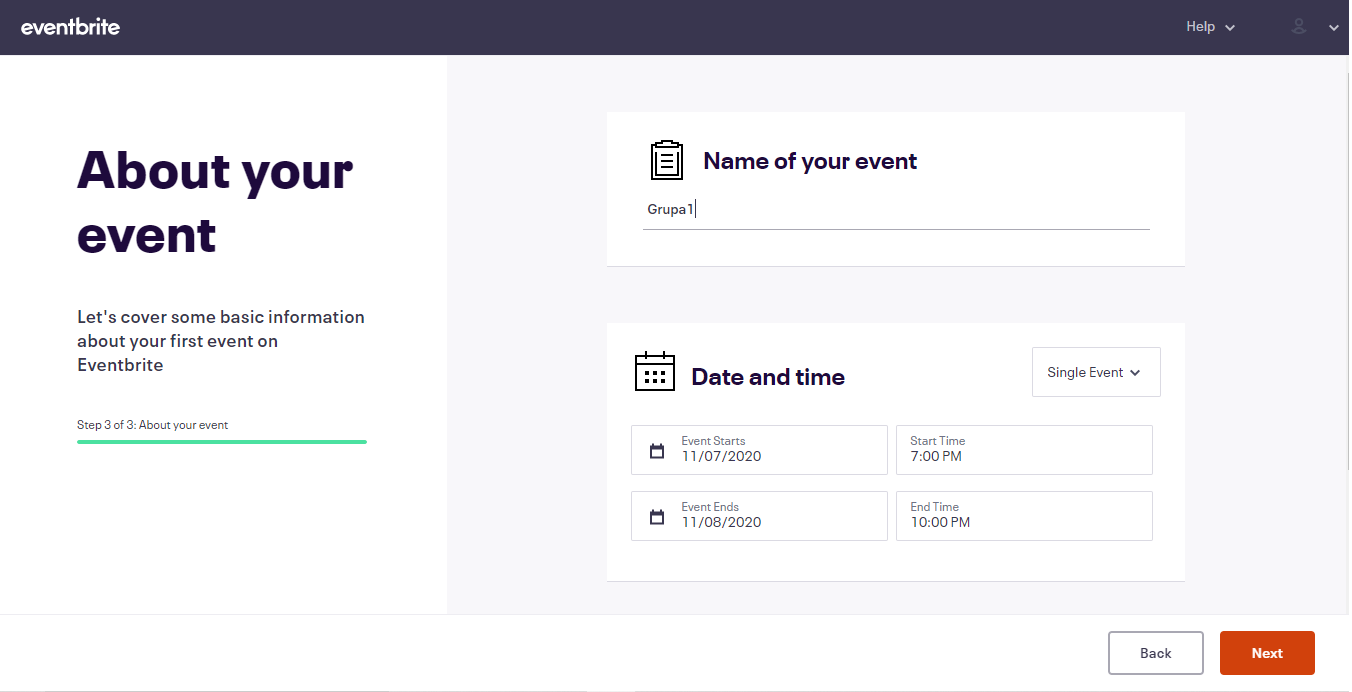 eventbrite
Help
About your
event
Let's cover some basic information
about your first event on
Eventbrite
Step 3 of 3: About your event
Name of your event
Grupa1
Date and time
Single Event
Event Starts
11/07/2020
Start Time
7:00 PM
Event Ends
11/08/2020
End Time
10:00 PM
Back
Next